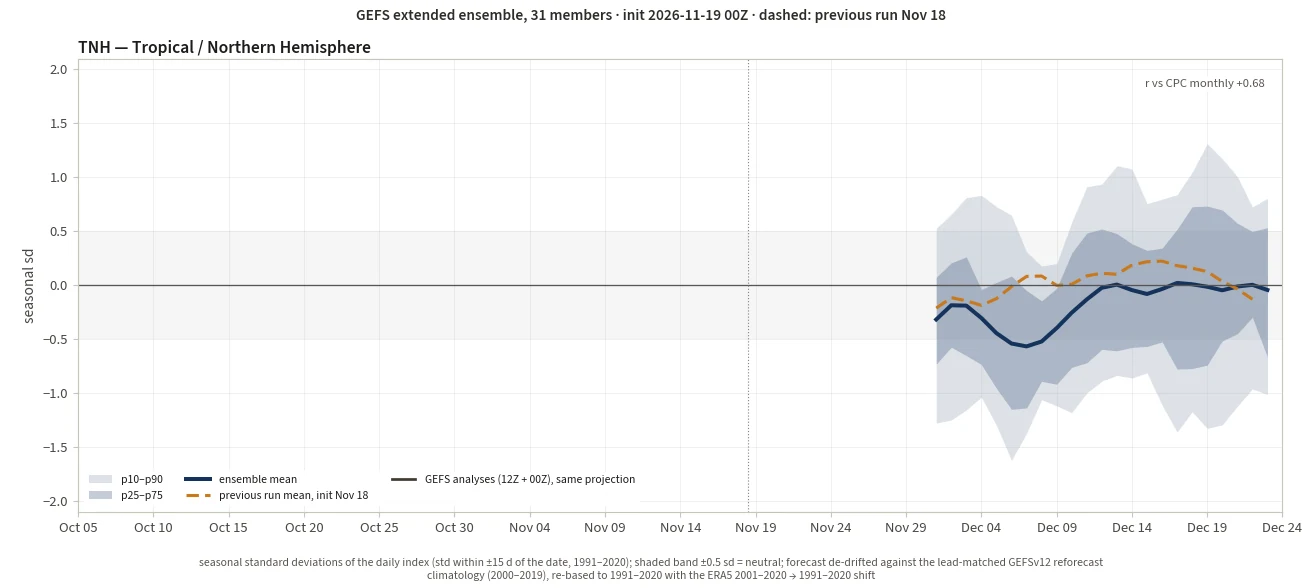 GEFS extended ensemble, 31 members · init 2026-11-19 00Z · dashed: previous run Nov 18
TNH — Tropical / Northern Hemisphere
r vs CPC monthly +0.68
seasonal sd
2.0
1.5
1.0
0.5
0.0
−0.5
−1.0
−1.5
−2.0
p10–p90
p25–p75
ensemble mean
previous run mean, init Nov 18
GEFS analyses (12Z + 00Z), same projection
Oct 05 Oct 10 Oct 15 Oct 20 Oct 25 Oct 30 Nov 04 Nov 09 Nov 14 Nov 19 Nov 24 Nov 29 Dec 04 Dec 09 Dec 14 Dec 19 Dec 24
seasonal standard deviations of the daily index (std within ±15 d of the date, 1991–2020); shaded band ±0.5 sd = neutral; forecast de-drifted against the lead-matched GEFSv12 reforecast
climatology (2000–2019), re-based to 1991–2020 with the ERA5 2001–2020 → 1991–2020 shift